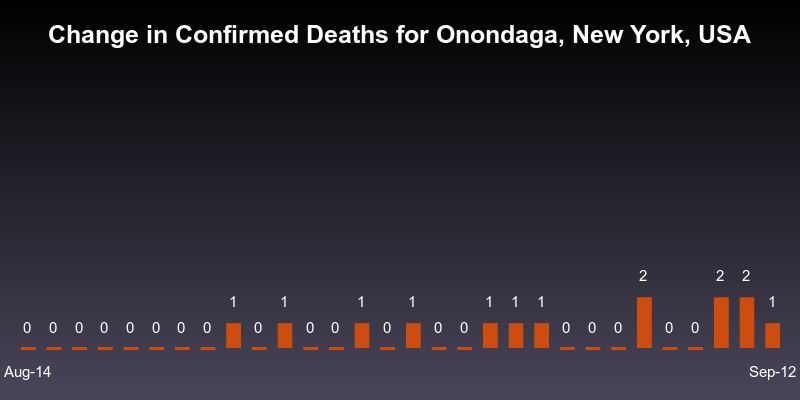 Change in Confirmed Deaths for Onondaga, New York, USA
2 2 2
1 1 1 1 1 1 1 1
0 0 0 0 0 0 0 0 0 0 0 0 0 0 0 0 0 0 0
Aug-14 Sep-12